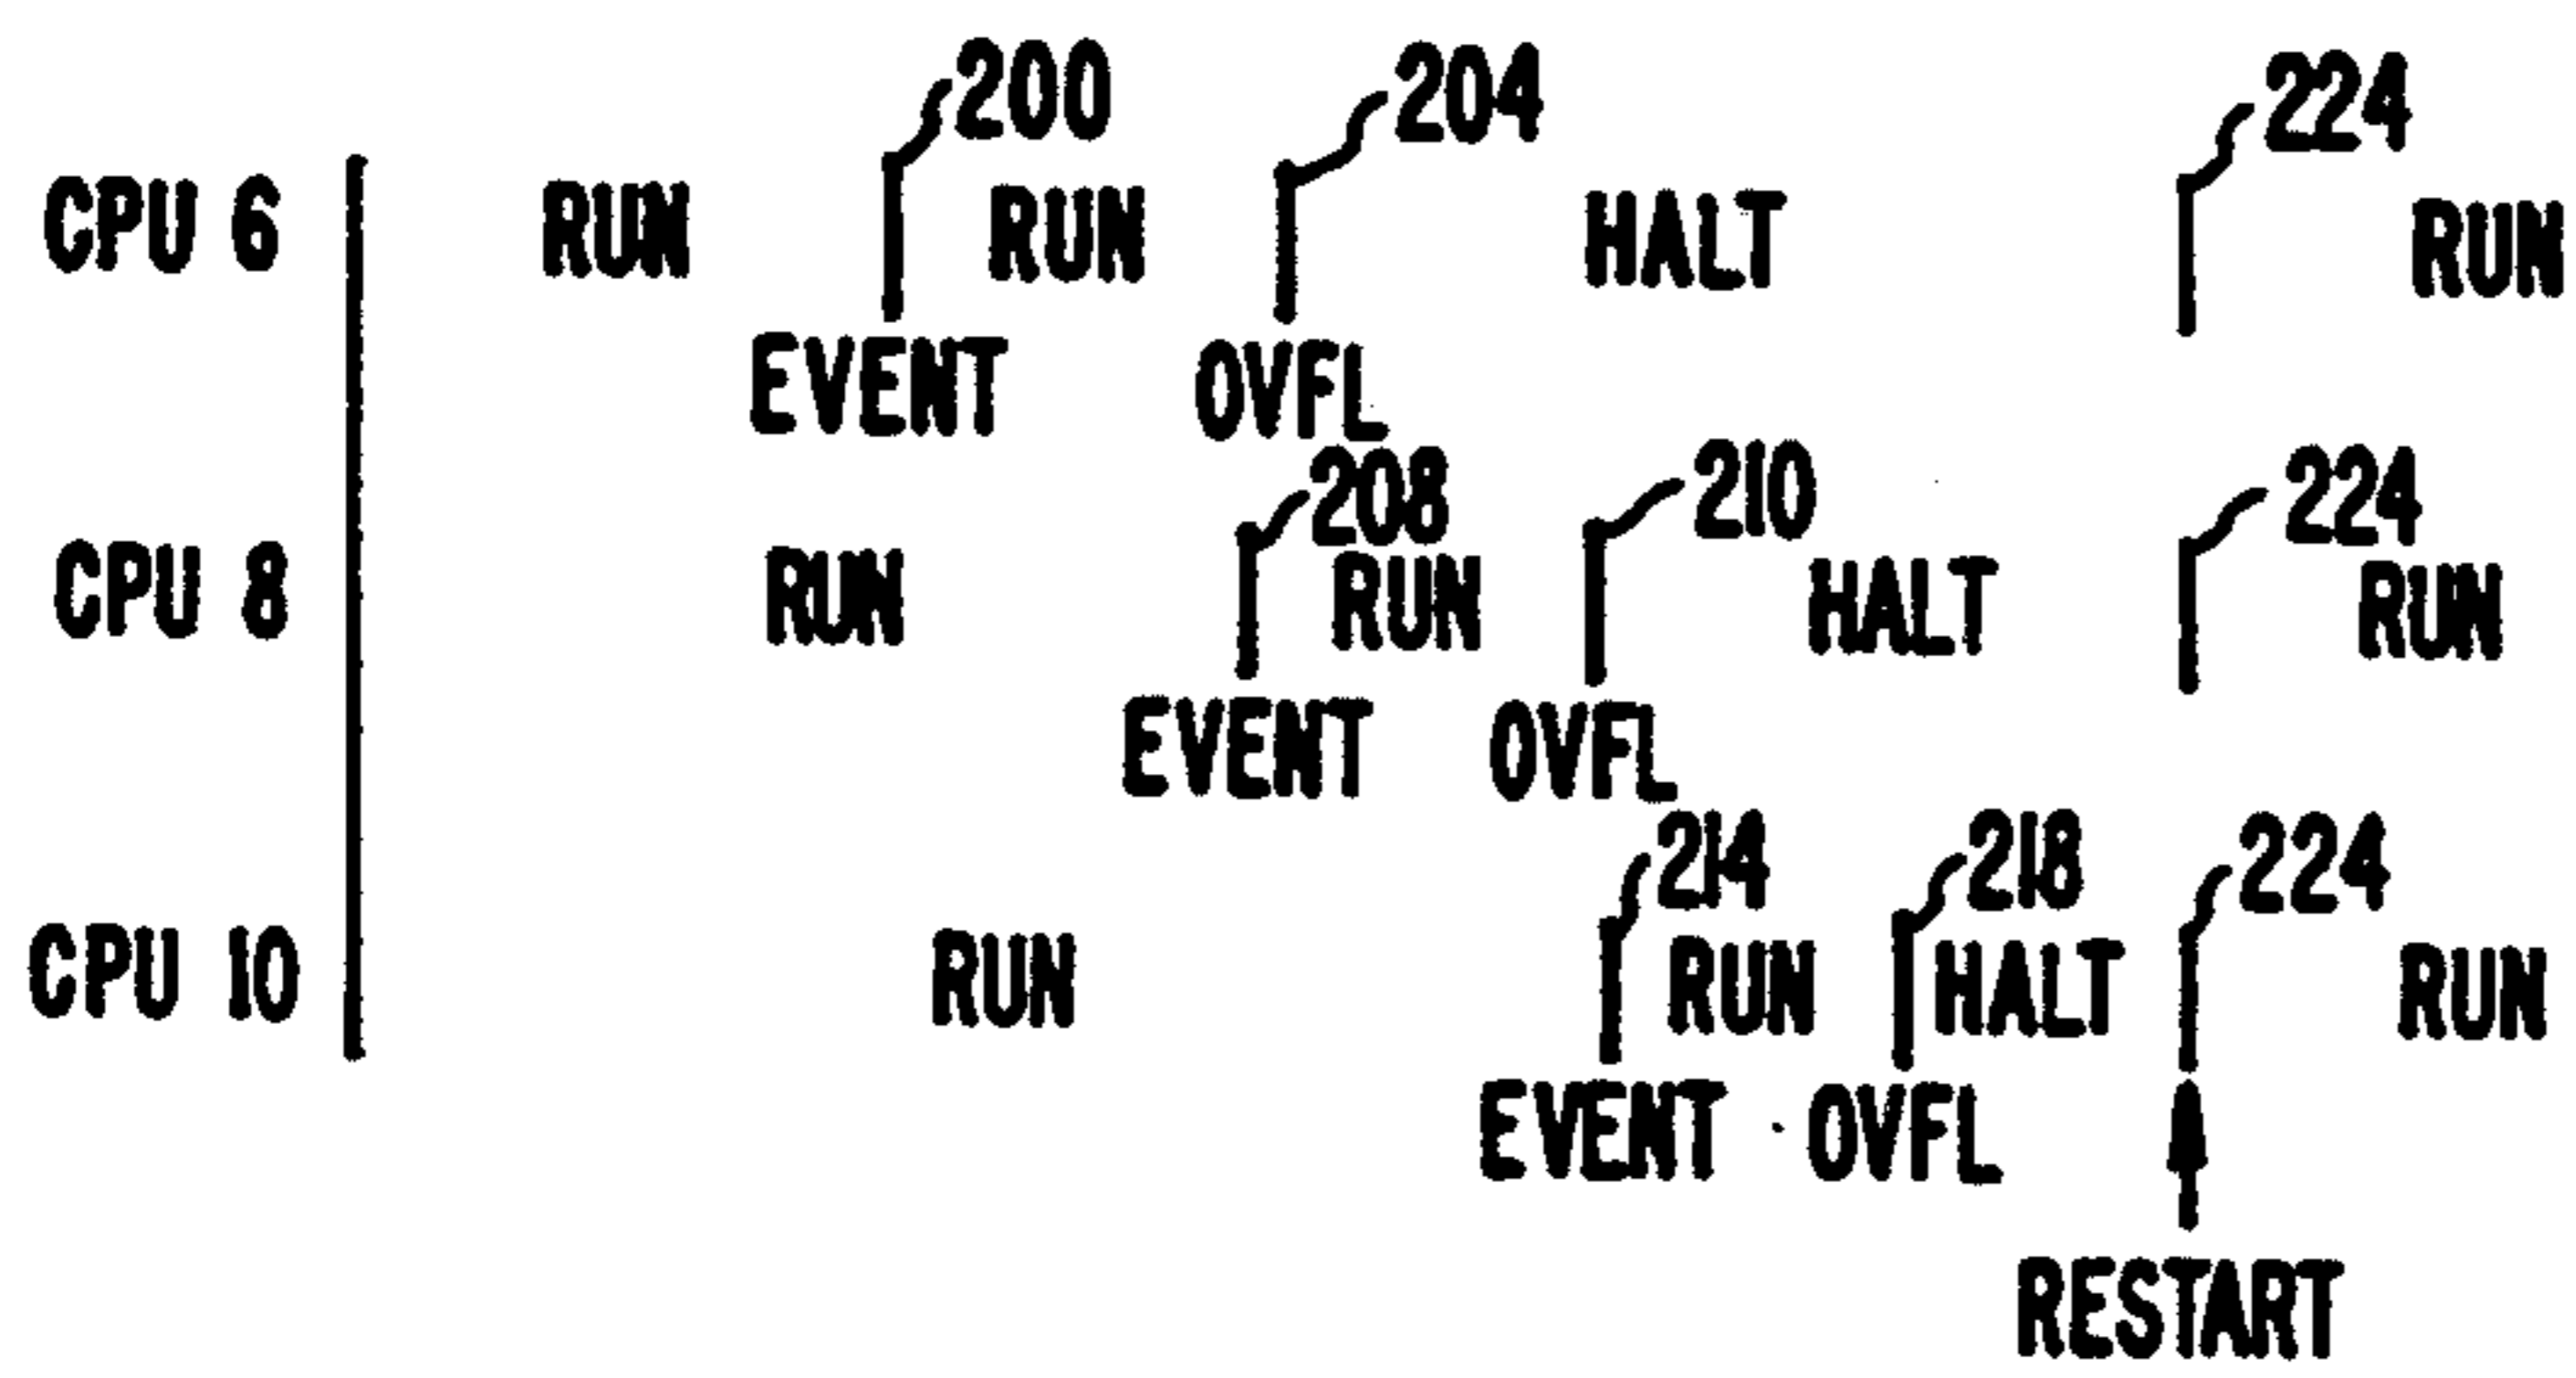 200 204 224
CPU 6 RUN RUN HALT RUN
EVENT OVFL
208 210 224
CPU 8 RUN RUN HALT RUN
EVENT OVFL
214 218 224
CPU 10 RUN RUN HALT RUN
EVENT OVFL
RESTART